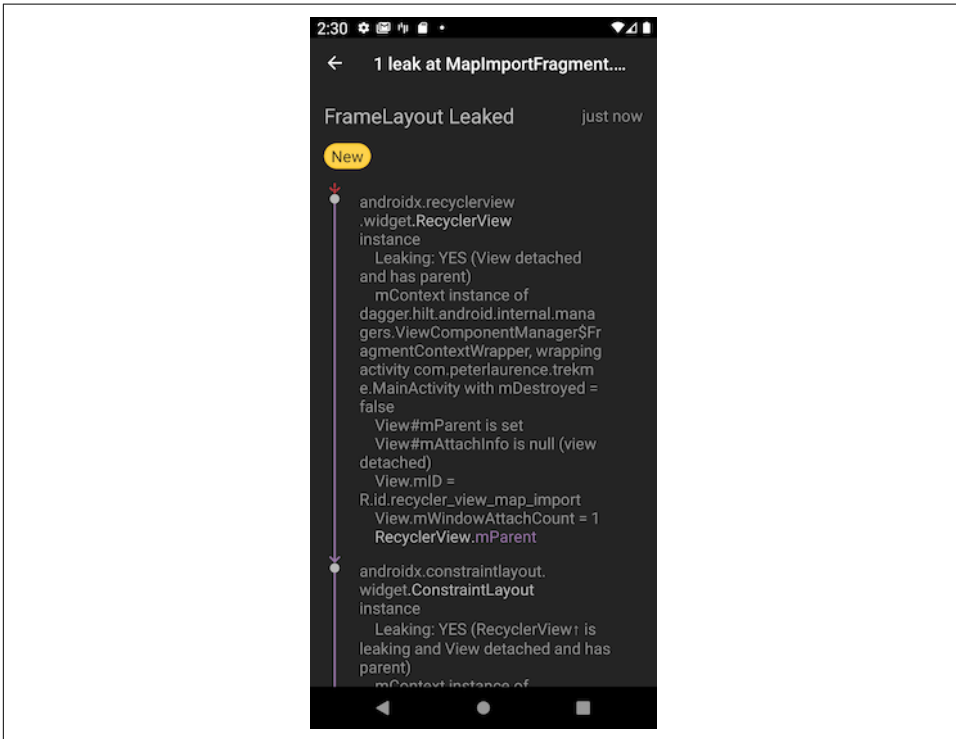 2:30
1 leak at MapImportFragment....
FrameLayout Leaked just now
New
androidx.recyclerview
.widget.RecyclerView
instance
Leaking: YES (View detached
and has parent)
mContext instance of
dagger.hilt.android.internal.mana
gers.ViewComponentManager$Fr
agmentContextWrapper, wrapping
activity com.peterlaurence.trekm
e.MainActivity with mDestroyed =
false
View#mParent is set
View#mAttachInfo is null (view
detached)
View.mID =
R.id.recycler_view_map_import
View.mWindowAttachCount = 1
RecyclerView.mParent
androidx.constraintlayout.
widget.ConstraintLayout
instance
Leaking: YES (RecyclerView↑ is
leaking and View detached and has
parent)
mContext instance of